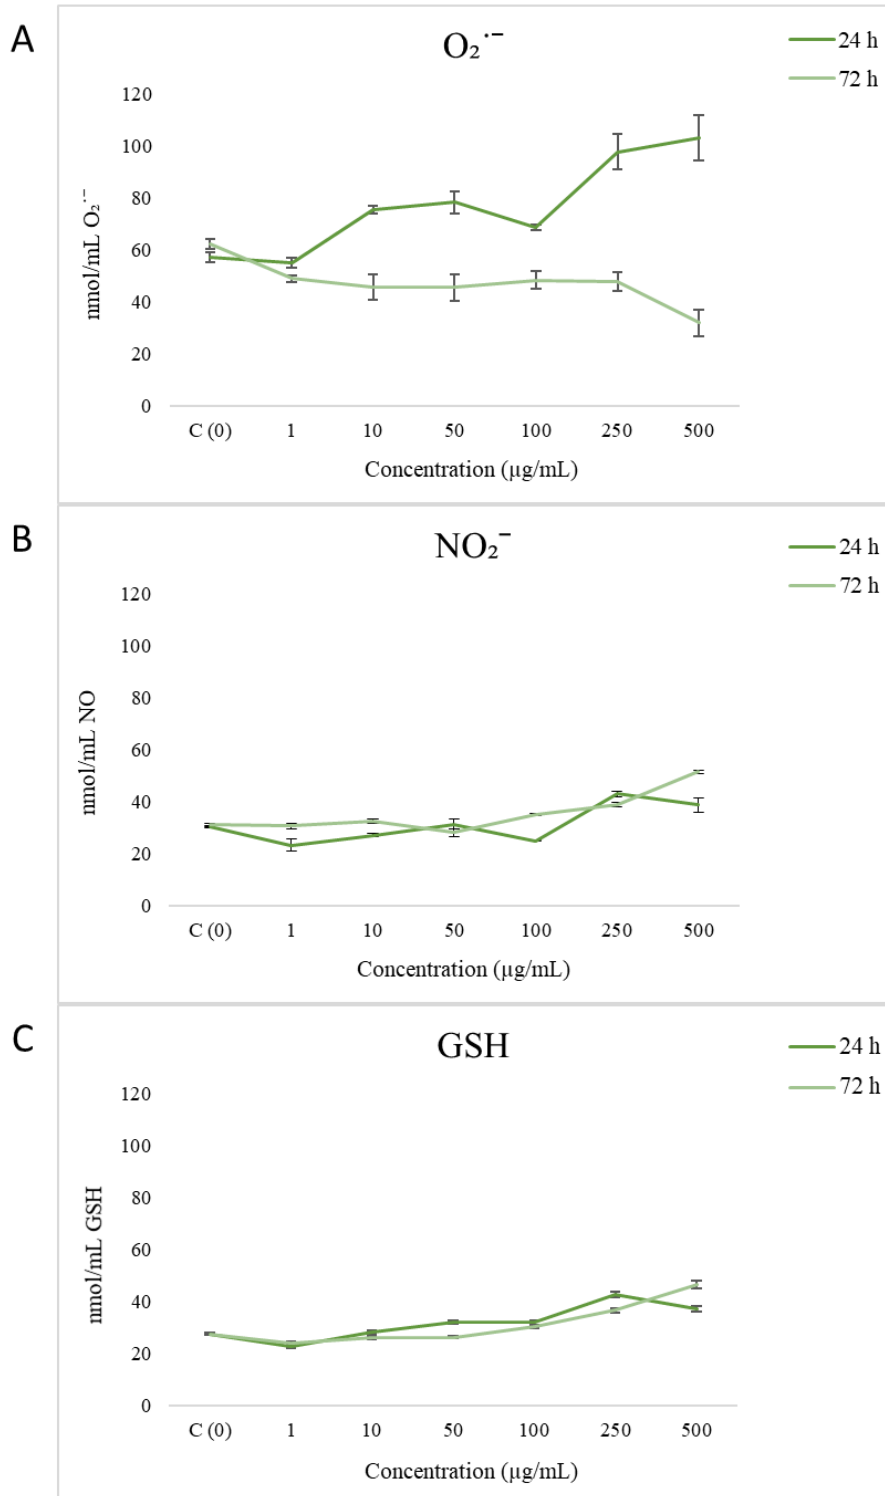 A
O₂˙⁻
24 h
72 h
120
100
80
60
40
20
0
nmol/mL O₂˙⁻
C (0) 1 10 50 100 250 500
Concentration (µg/mL)
B
NO₂⁻
24 h
72 h
120
100
80
60
40
20
0
nmol/mL NO
C (0) 1 10 50 100 250 500
Concentration (µg/mL)
C
GSH
24 h
72 h
120
100
80
60
40
20
0
nmol/mL GSH
C (0) 1 10 50 100 250 500
Concentration (µg/mL)